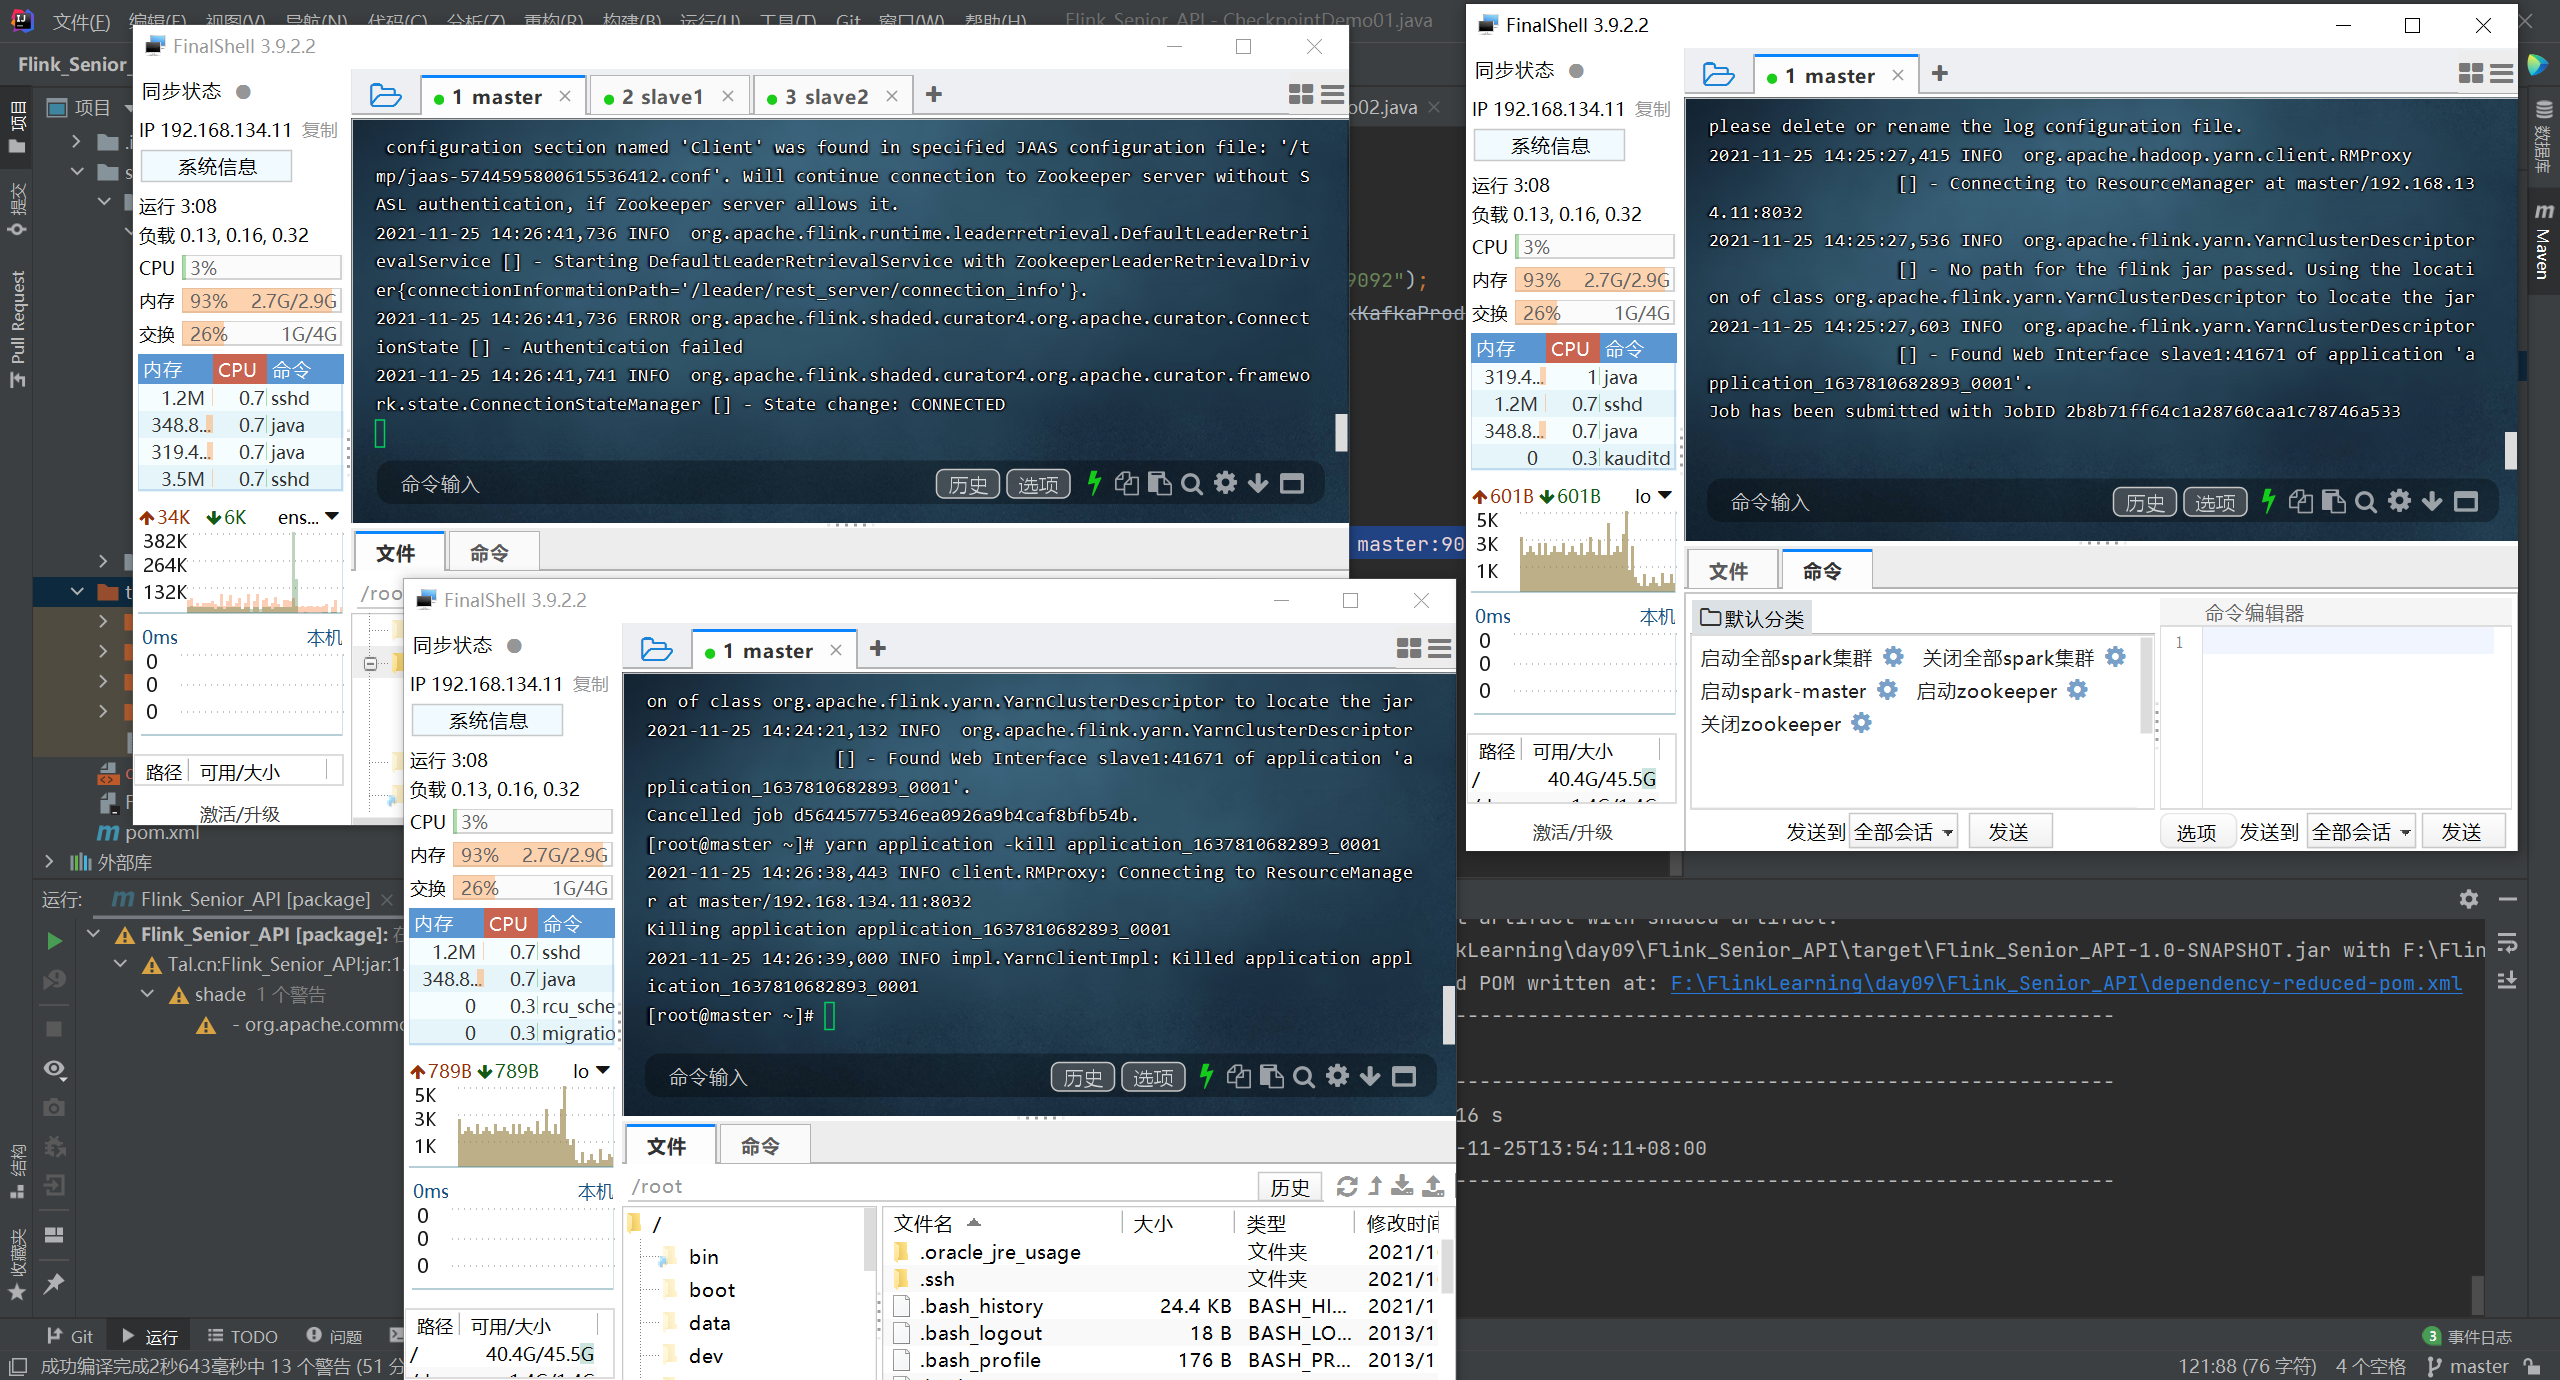 文件(F) 编辑(E) 视图(V) 导航(N) 代码(C) 分析(Z) 重构(R) 构建(B) 运行(U) 工具(T) Git 窗口(W) 帮助(H) Flink_Senior_API - CheckpointDemo01.java
Flink_Senior_
项目
提交
Pull Request
结构
收藏夹
项目
pom.xml
外部库
FinalShell 3.9.2.2
同步状态
IP 192.168.134.11 复制
系统信息
运行 3:08
负载 0.13, 0.16, 0.32
CPU 3%
内存 93% 2.7G/2.9G
交换 26% 1G/4G
内存 CPU 命令
1.2M 0.7 sshd
348.8... 0.7 java
319.4... 0.7 java
3.5M 0.7 sshd
34K 6K ens...
382K
264K
132K
0ms 本机
0
0
0
路径 可用/大小
激活/升级
1 master
2 slave1
3 slave2
configuration section named 'Client' was found in specified JAAS configuration file: '/t
mp/jaas-5744595800615536412.conf'. Will continue connection to Zookeeper server without S
ASL authentication, if Zookeeper server allows it.
2021-11-25 14:26:41,736 INFO  org.apache.flink.runtime.leaderretrieval.DefaultLeaderRetri
evalService [] - Starting DefaultLeaderRetrievalService with ZookeeperLeaderRetrievalDriv
er{connectionInformationPath='/leader/rest_server/connection_info'}.
2021-11-25 14:26:41,736 ERROR org.apache.flink.shaded.curator4.org.apache.curator.Connect
ionState [] - Authentication failed
2021-11-25 14:26:41,741 INFO  org.apache.flink.shaded.curator4.org.apache.curator.framewo
rk.state.ConnectionStateManager [] - State change: CONNECTED
命令输入 历史 选项
文件 命令
/roo
FinalShell 3.9.2.2
同步状态
IP 192.168.134.11 复制
系统信息
运行 3:08
负载 0.13, 0.16, 0.32
CPU 3%
内存 93% 2.7G/2.9G
交换 26% 1G/4G
内存 CPU 命令
1.2M 0.7 sshd
348.8... 0.7 java
0 0.3 rcu_sche
0 0.3 migratio
789B 789B lo
5K
3K
1K
0ms 本机
0
0
0
路径 可用/大小
/ 40.4G/45.5G
1 master
on of class org.apache.flink.yarn.YarnClusterDescriptor to locate the jar
2021-11-25 14:24:21,132 INFO  org.apache.flink.yarn.YarnClusterDescriptor
[] - Found Web Interface slave1:41671 of application 'a
pplication_1637810682893_0001'.
Cancelled job d56445775346ea0926a9b4caf8bfb54b.
[root@master ~]# yarn application -kill application_1637810682893_0001
2021-11-25 14:26:38,443 INFO client.RMProxy: Connecting to ResourceManage
r at master/192.168.134.11:8032
Killing application application_1637810682893_0001
2021-11-25 14:26:39,000 INFO impl.YarnClientImpl: Killed application appl
ication_1637810682893_0001
[root@master ~]#
命令输入 历史 选项
文件 命令
/root 历史
/
bin
boot
data
dev
文件名 大小 类型 修改时间
.oracle_jre_usage 文件夹 2021/1
.ssh 文件夹 2021/1
.bash_history 24.4 KB BASH_HI... 2021/1
.bash_logout 18 B BASH_LO... 2013/1
.bash_profile 176 B BASH_PR... 2013/1
FinalShell 3.9.2.2
同步状态
IP 192.168.134.11 复制
系统信息
运行 3:08
负载 0.13, 0.16, 0.32
CPU 3%
内存 93% 2.7G/2.9G
交换 26% 1G/4G
内存 CPU 命令
319.4... 1 java
1.2M 0.7 sshd
348.8... 0.7 java
0 0.3 kauditd
601B 601B lo
5K
3K
1K
0ms 本机
0
0
0
路径 可用/大小
/ 40.4G/45.5G
激活/升级
1 master
please delete or rename the log configuration file.
2021-11-25 14:25:27,415 INFO  org.apache.hadoop.yarn.client.RMProxy
[] - Connecting to ResourceManager at master/192.168.13
4.11:8032
2021-11-25 14:25:27,536 INFO  org.apache.flink.yarn.YarnClusterDescriptor
[] - No path for the flink jar passed. Using the locati
on of class org.apache.flink.yarn.YarnClusterDescriptor to locate the jar
2021-11-25 14:25:27,603 INFO  org.apache.flink.yarn.YarnClusterDescriptor
[] - Found Web Interface slave1:41671 of application 'a
pplication_1637810682893_0001'.
Job has been submitted with JobID 2b8b71ff64c1a28760caa1c78746a533
命令输入 历史 选项
文件 命令
默认分类
启动全部spark集群 关闭全部spark集群
启动spark-master 启动zookeeper
关闭zookeeper
命令编辑器
1
发送到 全部会话 发送
选项 发送到 全部会话 发送
o02.java
9092");
kKafkaProd
master:90
数据库
Maven
运行: Flink_Senior_API [package]
Flink_Senior_API [package]: 在
Tal.cn:Flink_Senior_API:jar:1.
shade 1 个警告
- org.apache.commo
t artifact with shaded artifact.
kLearning\day09\Flink_Senior_API\target\Flink_Senior_API-1.0-SNAPSHOT.jar with F:\Flin
d POM written at: F:\FlinkLearning\day09\Flink_Senior_API\dependency-reduced-pom.xml
------------------------------------------------------
------------------------------------------------------
16 s
-11-25T13:54:11+08:00
------------------------------------------------------
Git 运行 TODO 问题
3 事件日志
成功编译完成2秒643毫秒中 13 个警告 (51 分
121:88 (76 字符) 4 个空格 master